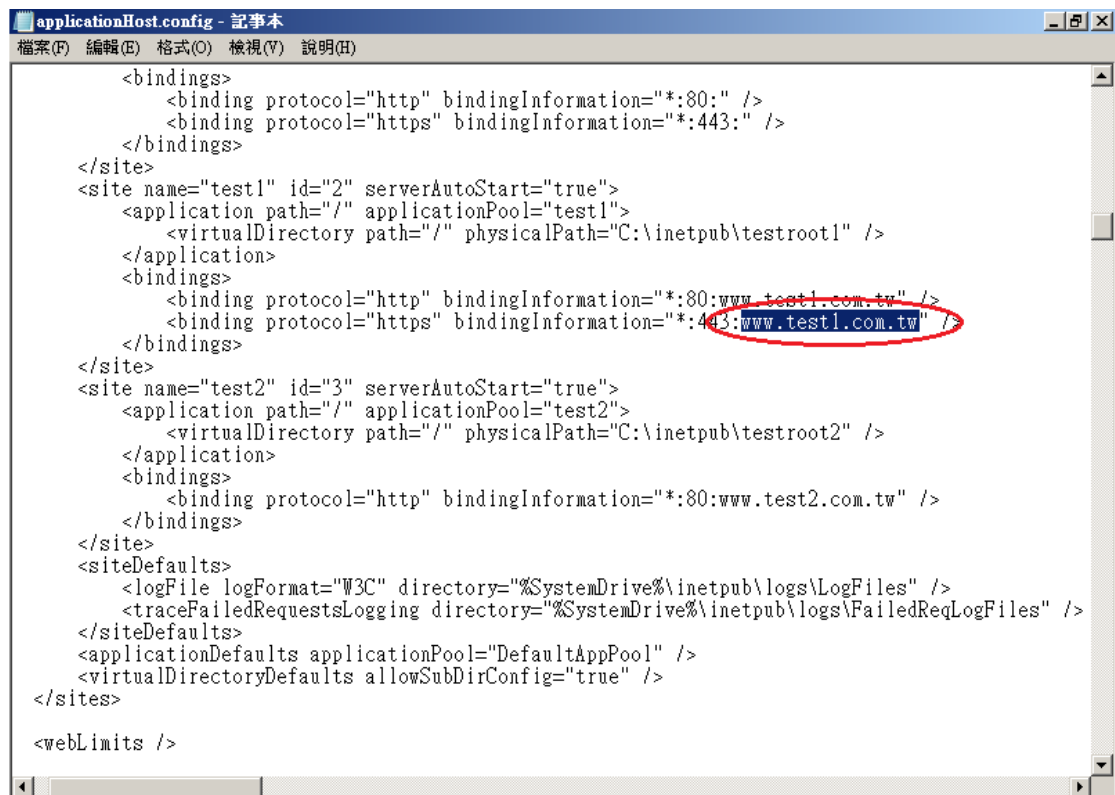 applicationHost.config - 記事本
檔案(F) 編輯(E) 格式(O) 檢視(V) 說明(H)
<bindings>
<binding protocol="http" bindingInformation="*:80:" />
<binding protocol="https" bindingInformation="*:443:" />
</bindings>
</site>
<site name="test1" id="2" serverAutoStart="true">
<application path="/" applicationPool="test1">
<virtualDirectory path="/" physicalPath="C:\inetpub\testroot1" />
</application>
<bindings>
<binding protocol="http" bindingInformation="*:80:www.test1.com.tw" />
<binding protocol="https" bindingInformation="*:443:www.test1.com.tw" />
</bindings>
</site>
<site name="test2" id="3" serverAutoStart="true">
<application path="/" applicationPool="test2">
<virtualDirectory path="/" physicalPath="C:\inetpub\testroot2" />
</application>
<bindings>
<binding protocol="http" bindingInformation="*:80:www.test2.com.tw" />
</bindings>
</site>
<siteDefaults>
<logFile logFormat="W3C" directory="%SystemDrive%\inetpub\logs\LogFiles" />
<traceFailedRequestsLogging directory="%SystemDrive%\inetpub\logs\FailedReqLogFiles" />
</siteDefaults>
<applicationDefaults applicationPool="DefaultAppPool" />
<virtualDirectoryDefaults allowSubDirConfig="true" />
</sites>
<webLimits />